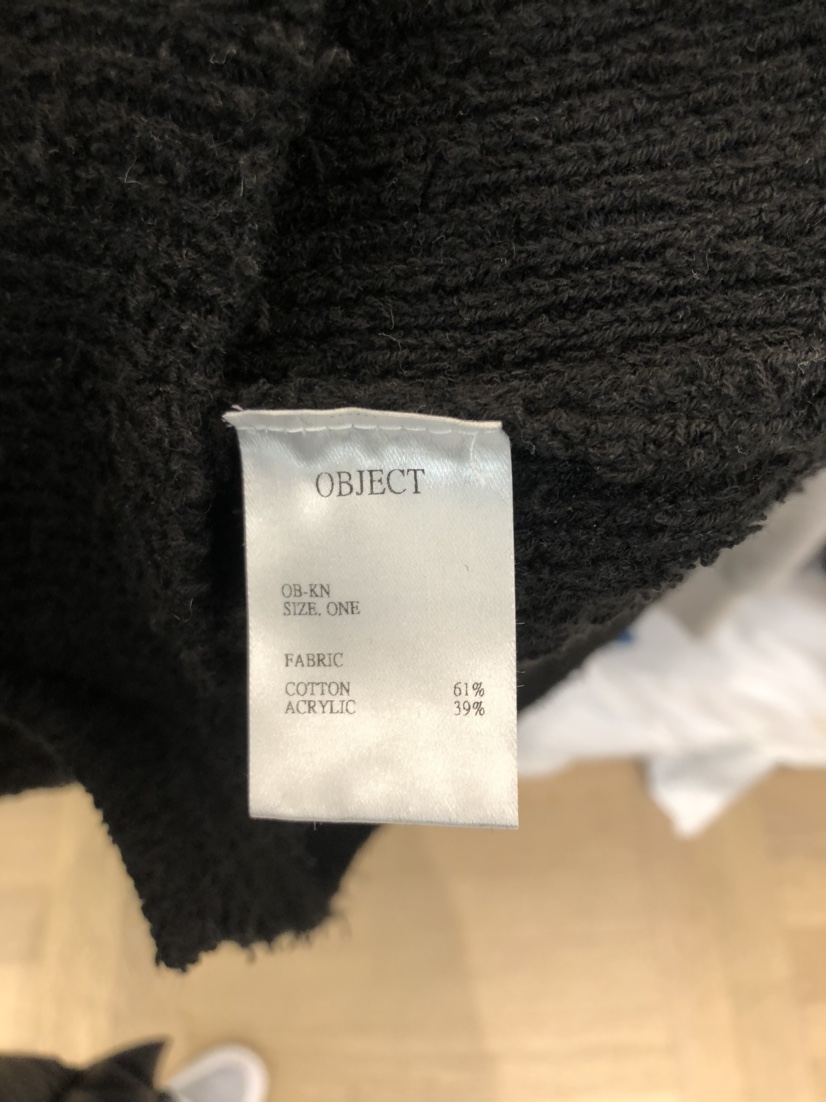 OBJECT
OB-KN
SIZE. ONE
FABRIC
COTTON 61%
ACRYLIC 39%